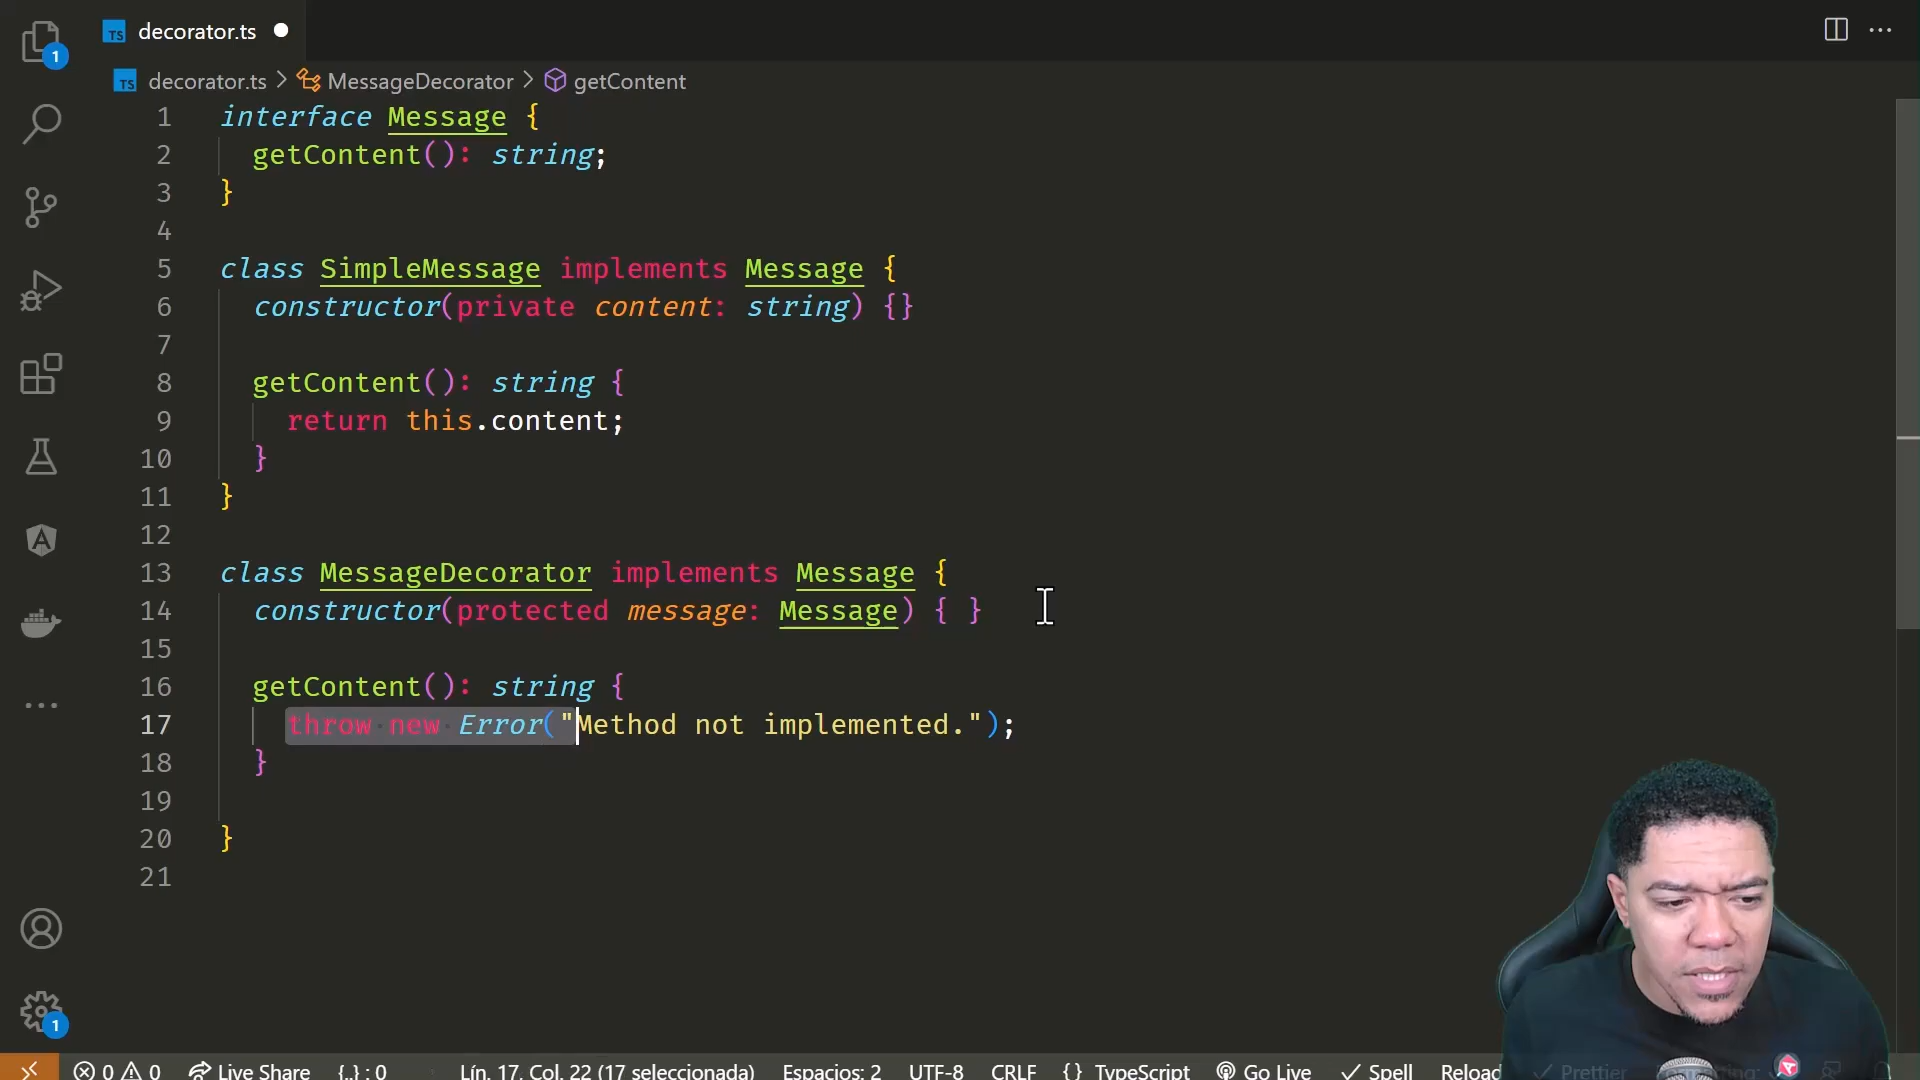 decorator.ts
decorator.ts > MessageDecorator > getContent
1 interface Message {
2 getContent(): string;
3 }
4
5 class SimpleMessage implements Message {
6 constructor(private content: string) {}
7
8 getContent(): string {
9 return this.content;
10 }
11 }
12
13 class MessageDecorator implements Message {
14 constructor(protected message: Message) { }
15
16 getContent(): string {
17 throw new Error("Method not implemented.");
18 }
19
20 }
21
1
1
0 0 Live Share {..} : 0 Lín. 17, Col. 22 (17 seleccionada) Espacios: 2 UTF-8 CRLF {} TypeScript Go Live Spell Reload Prettier